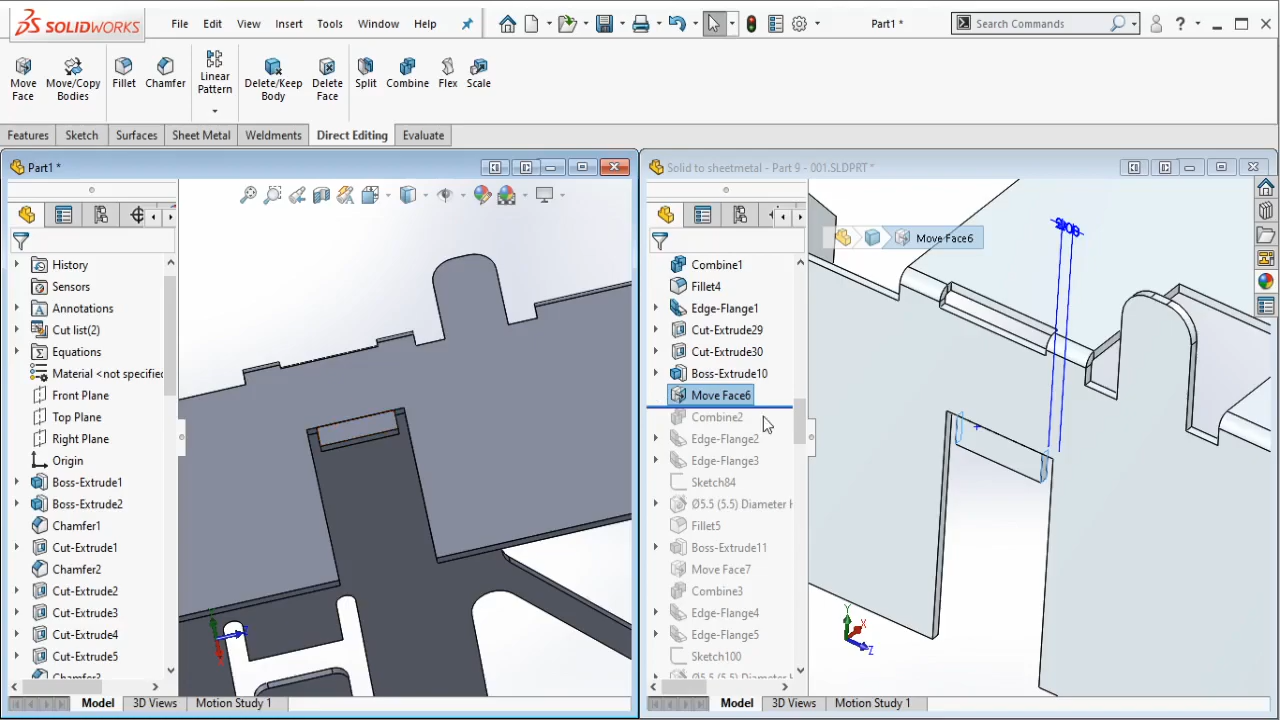 SOLIDWORKS
File Edit View Insert Tools Window Help
Part1 *
Search Commands
?
Move Face
Move/Copy Bodies
Fillet
Chamfer
Linear Pattern
Delete/Keep Body
Delete Face
Split
Combine
Flex
Scale
Features Sketch Surfaces Sheet Metal Weldments Direct Editing Evaluate
Part1 *
History
Sensors
Annotations
Cut list(2)
Equations
Material <not specified
Front Plane
Top Plane
Right Plane
Origin
Boss-Extrude1
Boss-Extrude2
Chamfer1
Cut-Extrude1
Chamfer2
Cut-Extrude2
Cut-Extrude3
Cut-Extrude4
Cut-Extrude5
Z
Model 3D Views Motion Study 1
Solid to sheetmetal - Part 9 - 001.SLDPRT *
Move Face6
Combine1
Fillet4
Edge-Flange1
Cut-Extrude29
Cut-Extrude30
Boss-Extrude10
Move Face6
Combine2
Edge-Flange2
Edge-Flange3
Sketch84
Ø5.5 (5.5) Diameter H
Fillet5
Boss-Extrude11
Move Face7
Combine3
Edge-Flange4
Edge-Flange5
Sketch100
Y
X
Z
Model 3D Views Motion Study 1